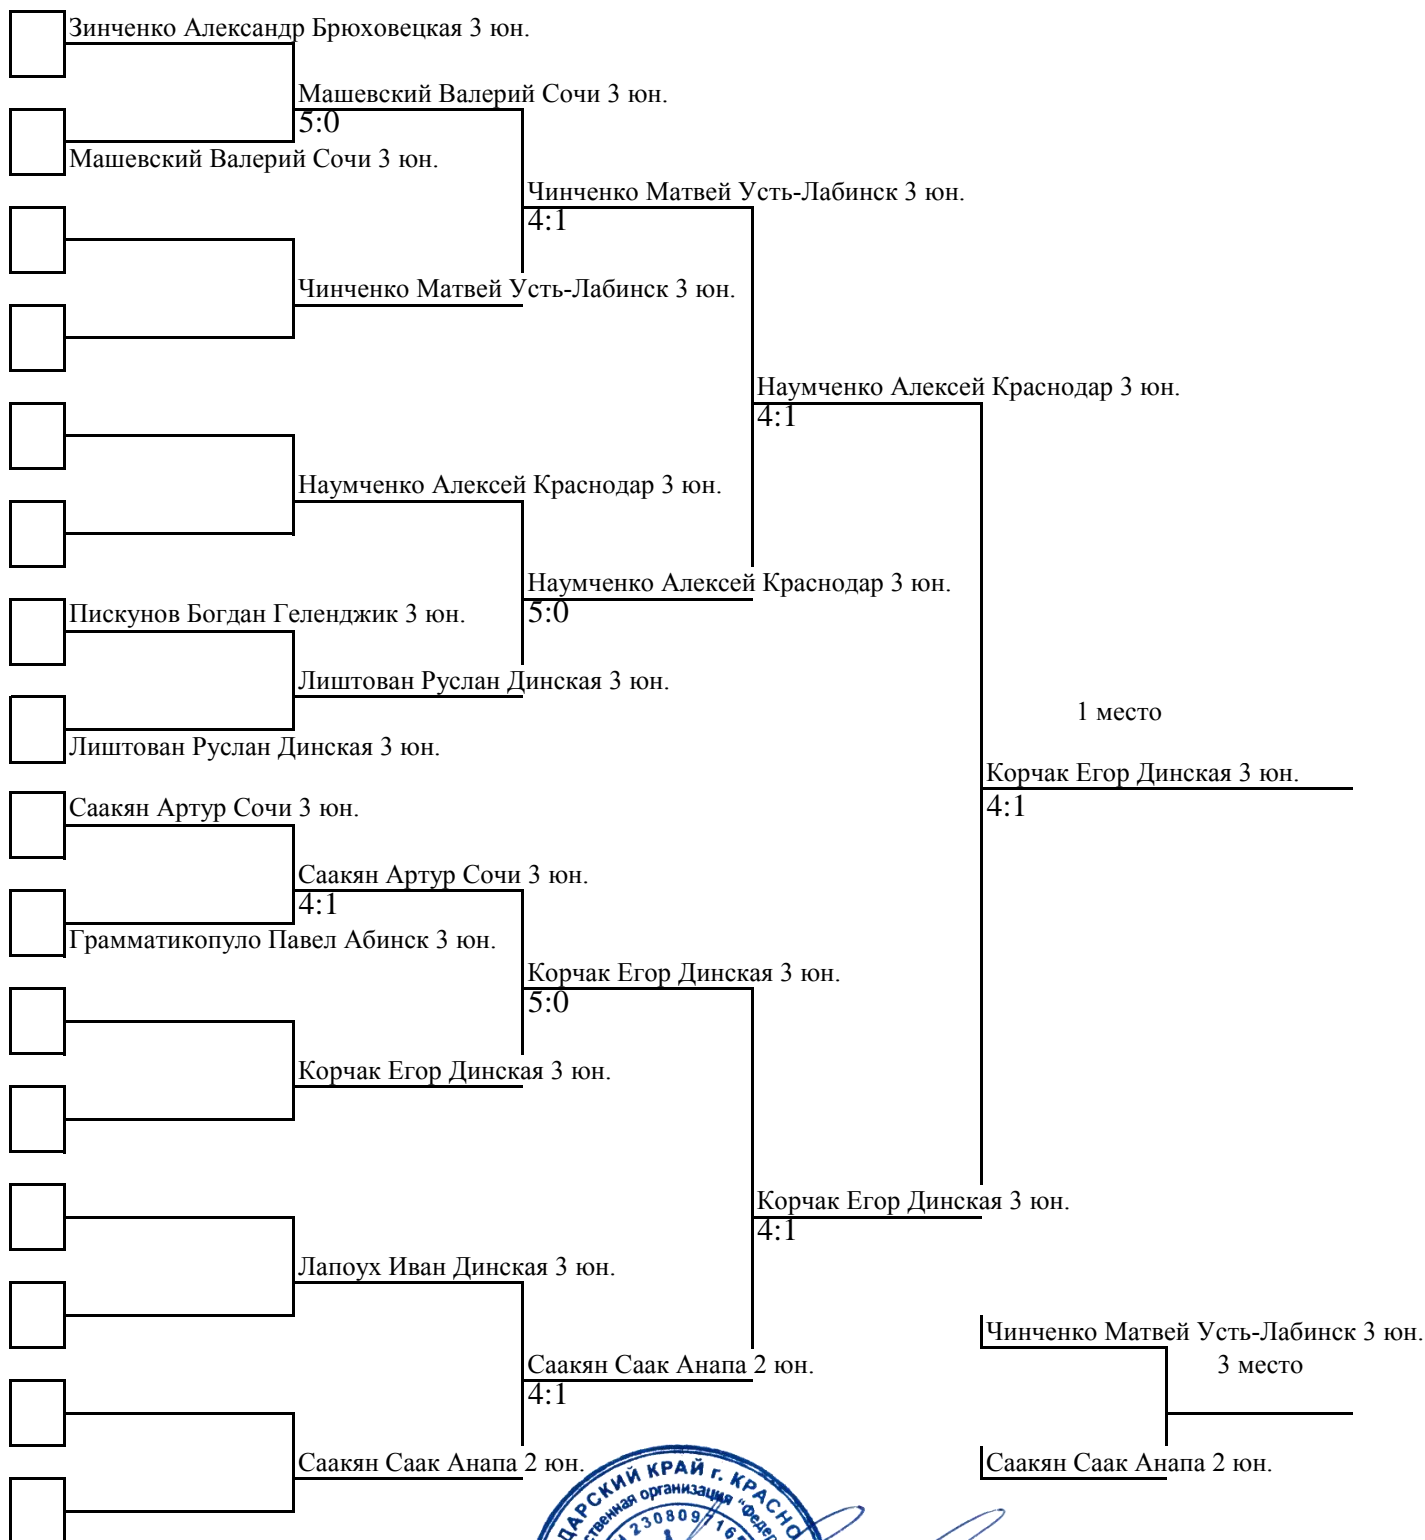 Зинченко Александр Брюховецкая 3 юн.
Машевский Валерий Сочи 3 юн.
5:0
Машевский Валерий Сочи 3 юн.
Чинченко Матвей Усть-Лабинск 3 юн.
4:1
Чинченко Матвей Усть-Лабинск 3 юн.
Наумченко Алексей Краснодар 3 юн.
4:1
Наумченко Алексей Краснодар 3 юн.
Наумченко Алексей Краснодар 3 юн.
5:0
Пискунов Богдан Геленджик 3 юн.
Лиштован Руслан Динская 3 юн.
1 место
Лиштован Руслан Динская 3 юн.
Корчак Егор Динская 3 юн.
4:1
Саакян Артур Сочи 3 юн.
Саакян Артур Сочи 3 юн.
4:1
Грамматикопуло Павел Абинск 3 юн.
Корчак Егор Динская 3 юн.
5:0
Корчак Егор Динская 3 юн.
Корчак Егор Динская 3 юн.
4:1
Лапоух Иван Динская 3 юн.
Чинченко Матвей Усть-Лабинск 3 юн.
3 место
Саакян Саак Анапа 2 юн.
4:1
Саакян Саак Анапа 2 юн.
Саакян Саак Анапа 2 юн.
КРАЙ г.
организация